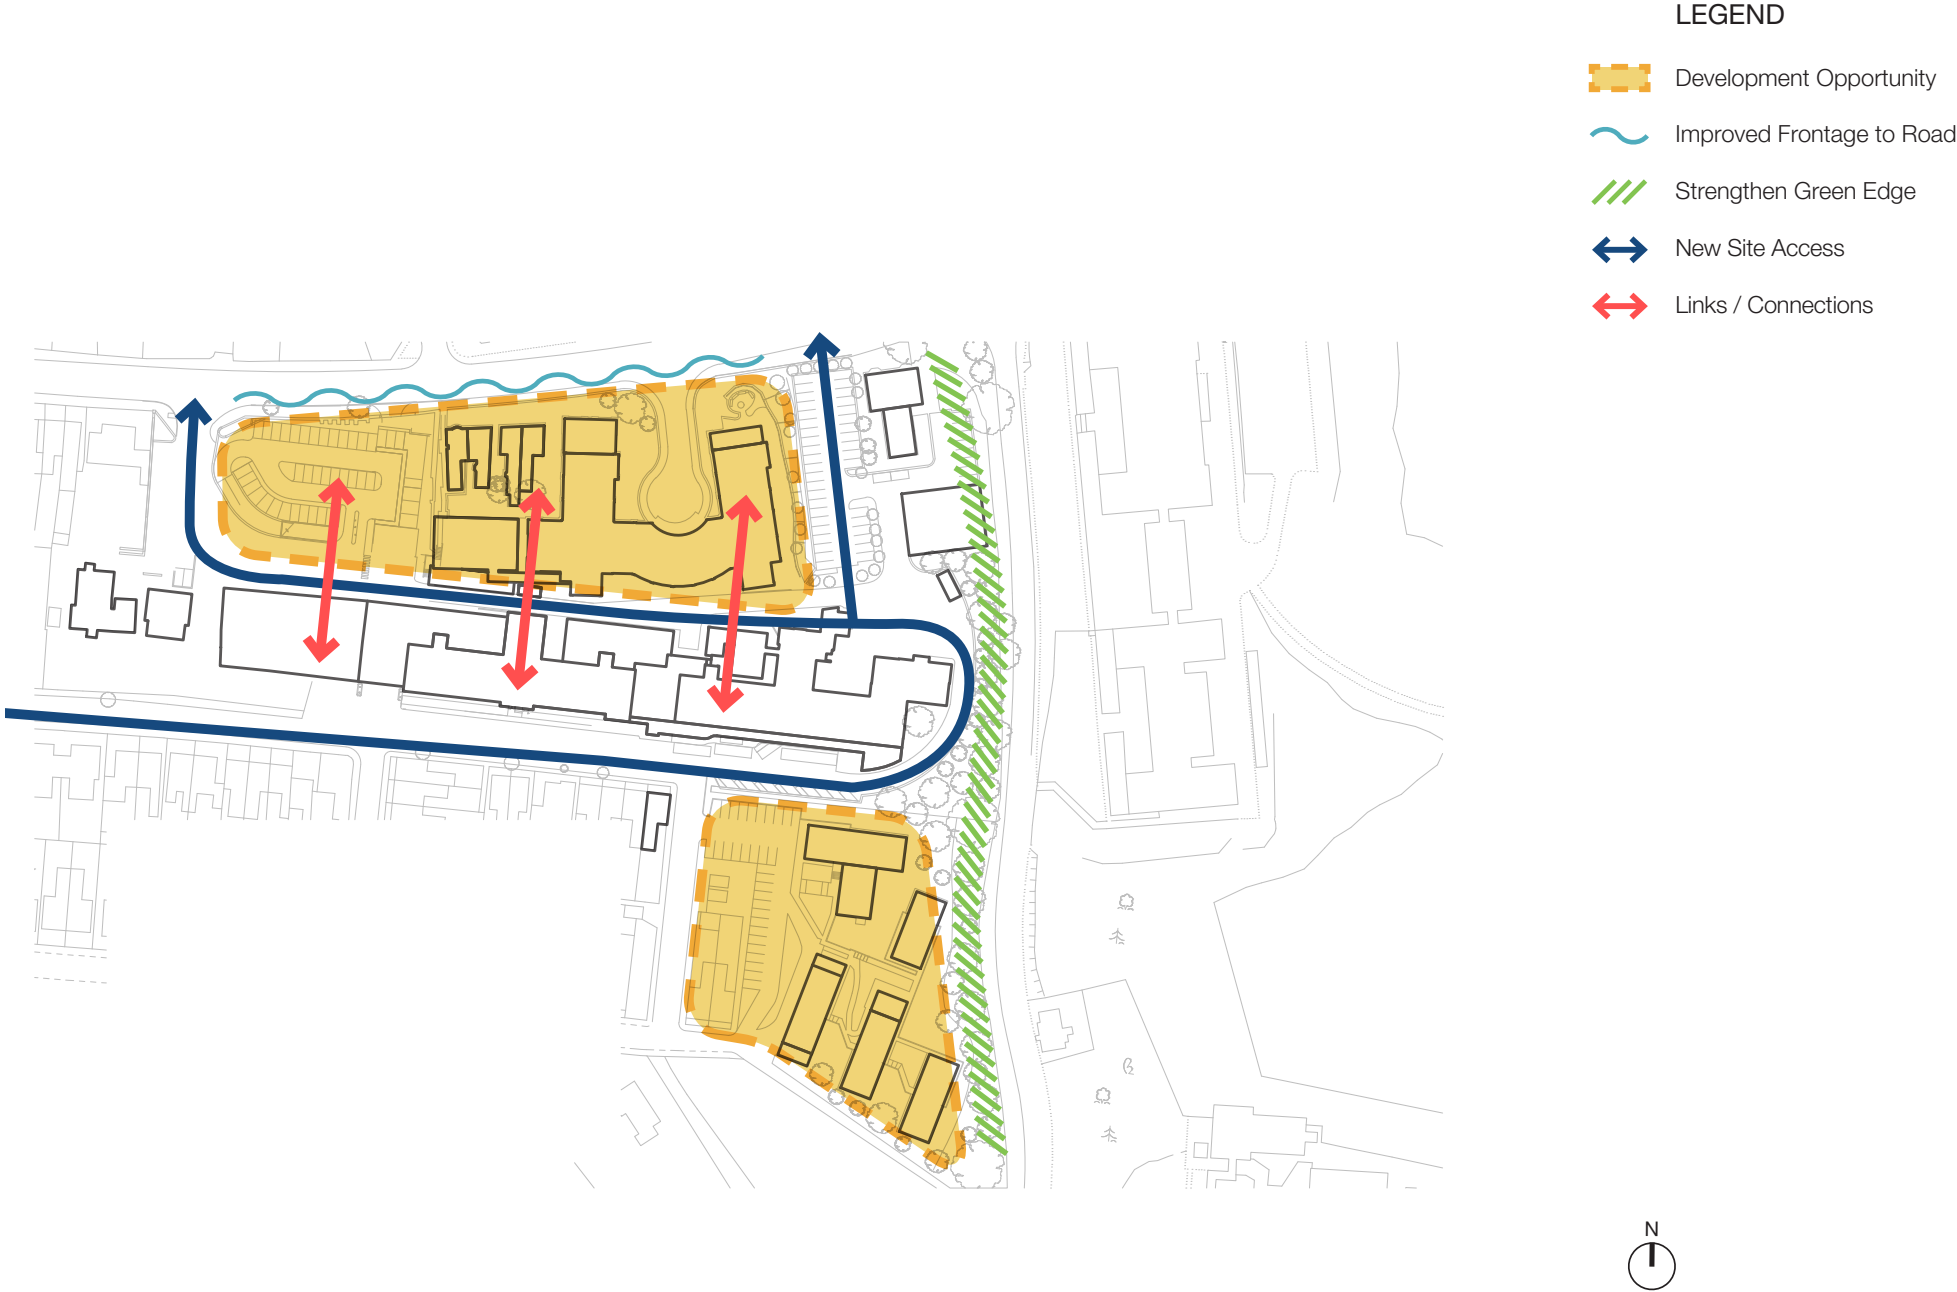 LEGEND
Development Opportunity
Improved Frontage to Road
Strengthen Green Edge
New Site Access
Links / Connections
N